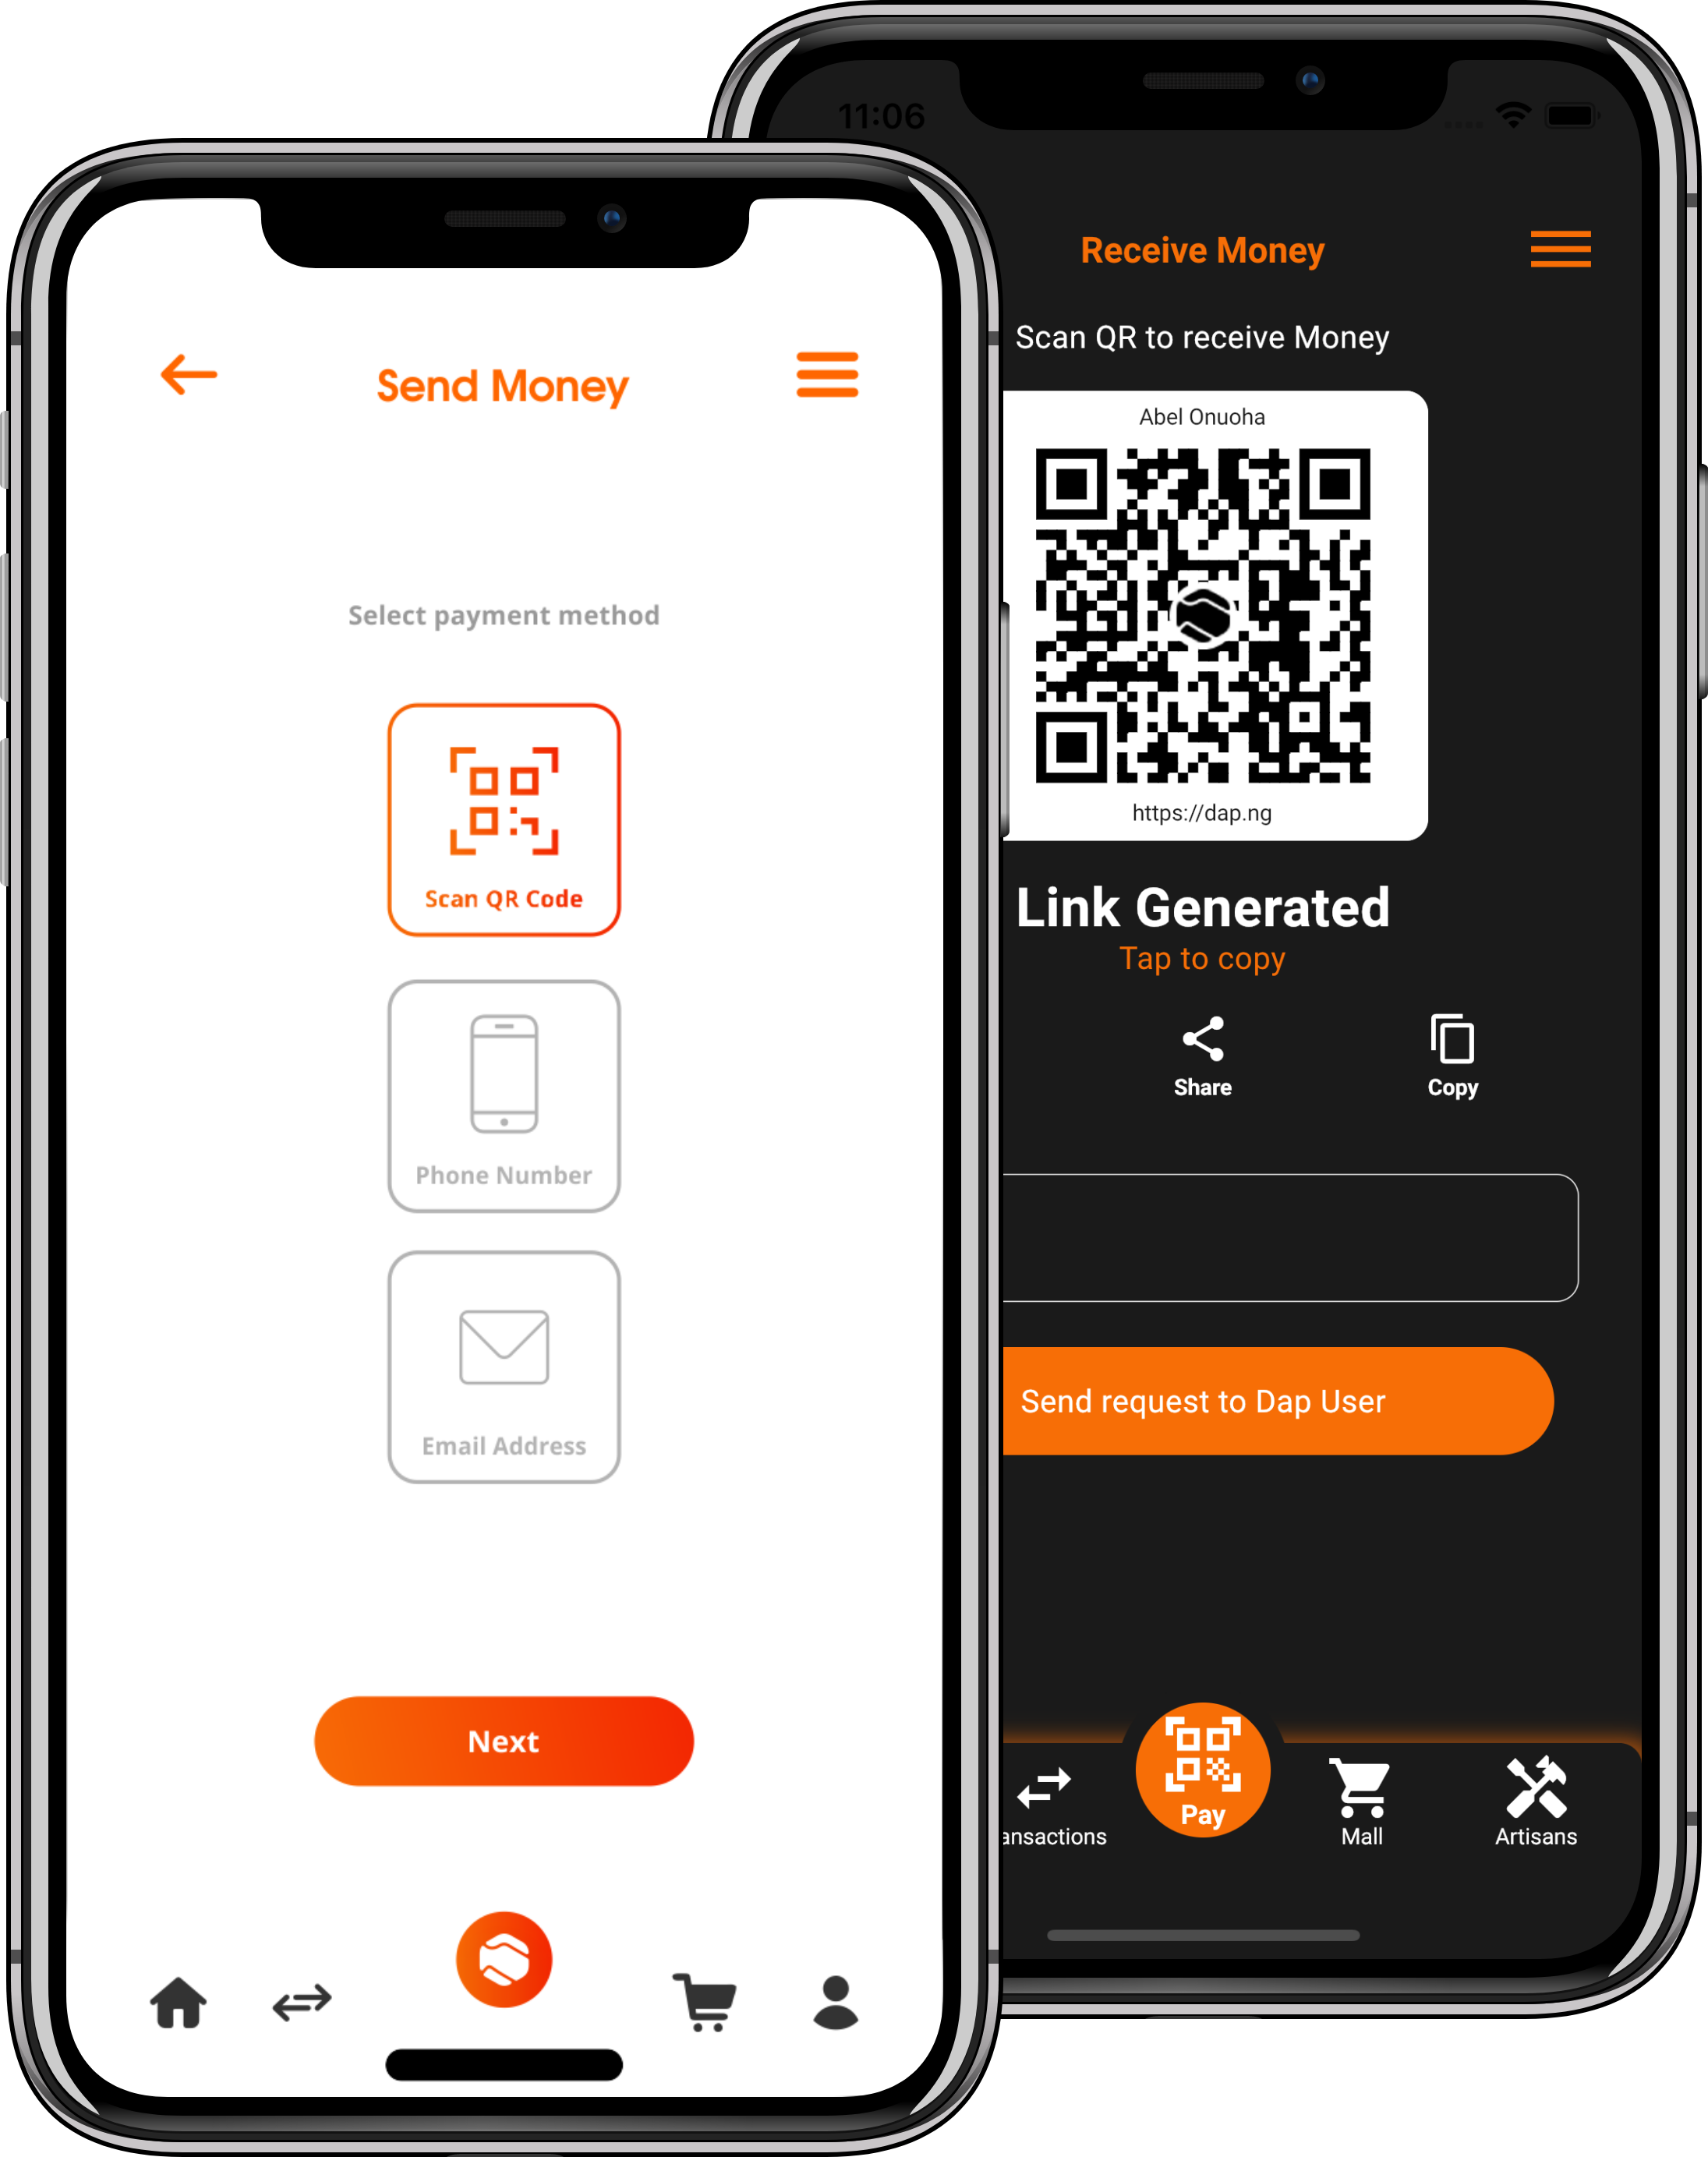 Send Money
Select payment method
Scan QR Code
Phone Number
Email Address
Next
11:06
Receive Money
Scan QR to receive Money
Abel Onuoha
https://dap.ng
Link Generated
Tap to copy
Share
Copy
Send request to Dap User
ansactions
Pay
Mall
Artisans